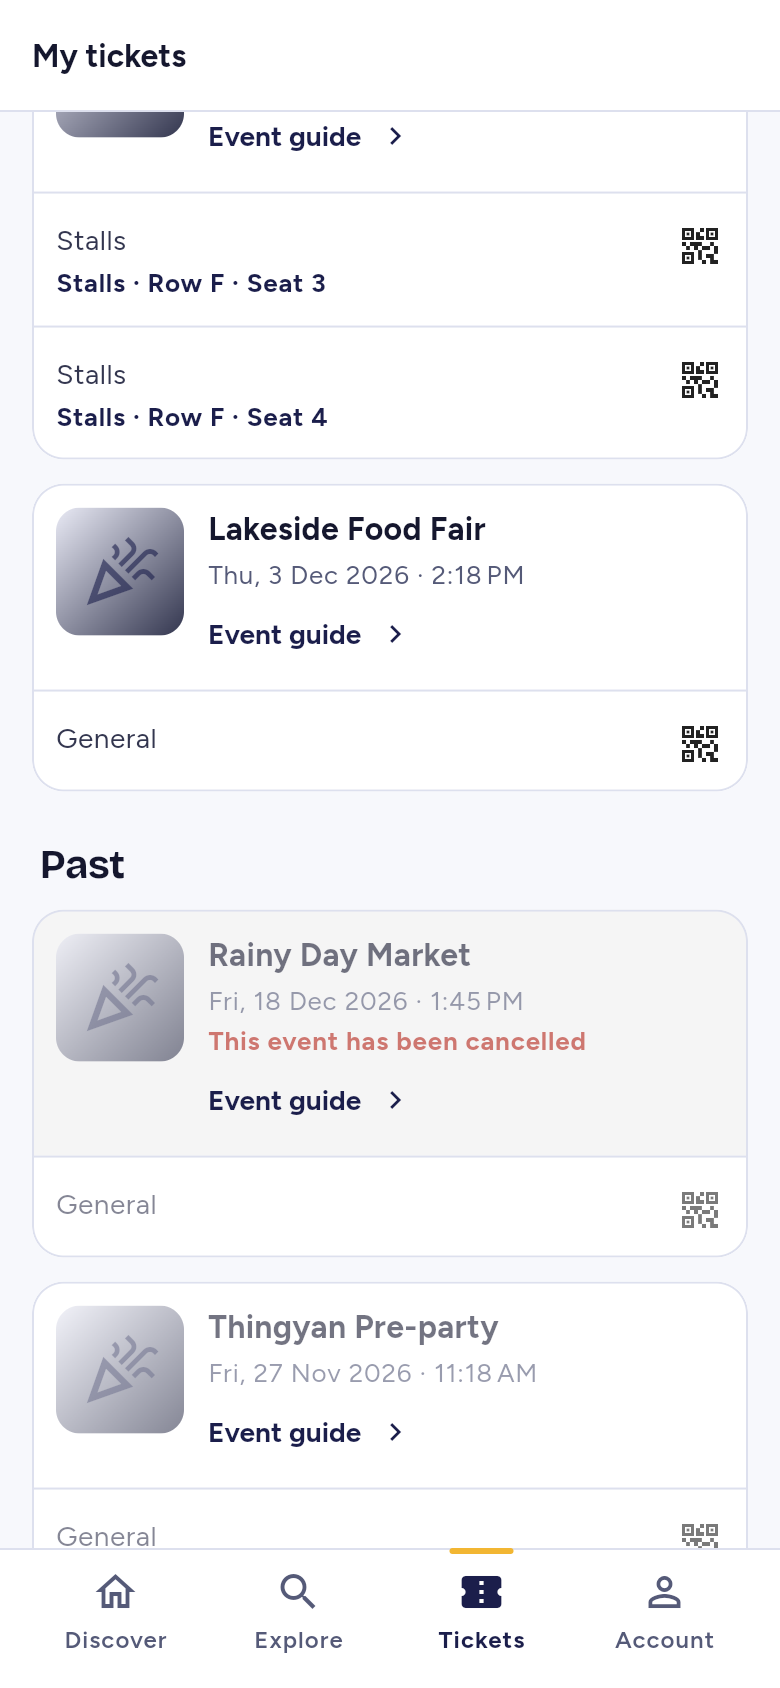 My tickets
Event guide
Stalls
Stalls · Row F · Seat 3
Stalls
Stalls · Row F · Seat 4
Lakeside Food Fair
Thu, 3 Dec 2026 · 2:18 PM
Event guide
General
Past
Rainy Day Market
Fri, 18 Dec 2026 · 1:45 PM
This event has been cancelled
Event guide
General
Thingyan Pre-party
Fri, 27 Nov 2026 · 11:18 AM
Event guide
General
Discover
Explore
Tickets
Account